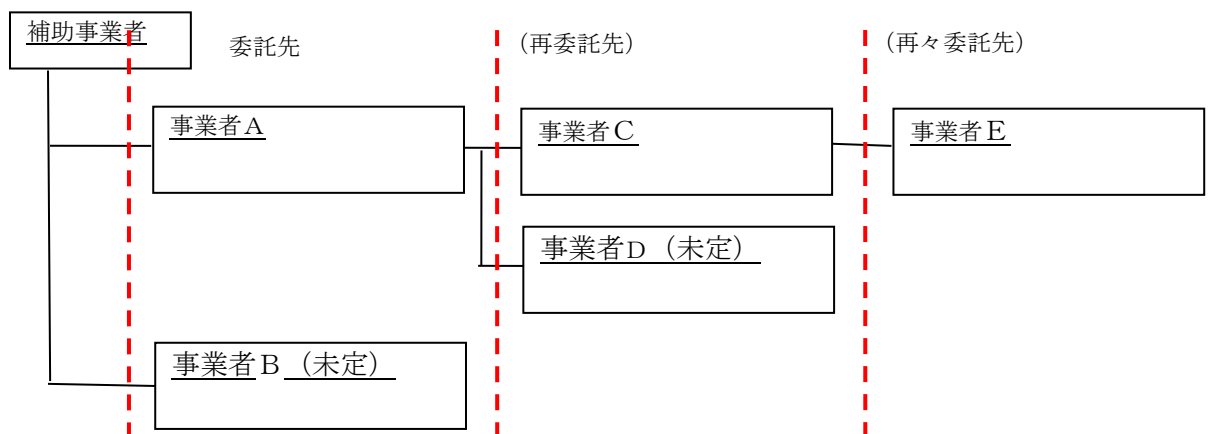 補助事業者
委託先
（再委託先）
（再々委託先）
事業者Ａ
事業者Ｃ
事業者Ｅ
事業者D（未定）
事業者Ｂ（未定）